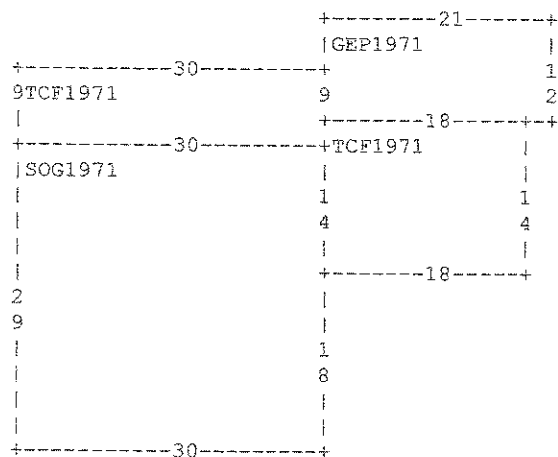 +--------21-------+
|GEP1971 |
+---------30---------+ 1
9TCF1971 9 2
| +-------18------+-+
+---------30---------+TCF1971 |
|SOG1971 | |
| 1 1
| 4 4
| | |
| +-------18------+
2 |
9 |
| 1
| 8
| |
| |
+---------30---------+